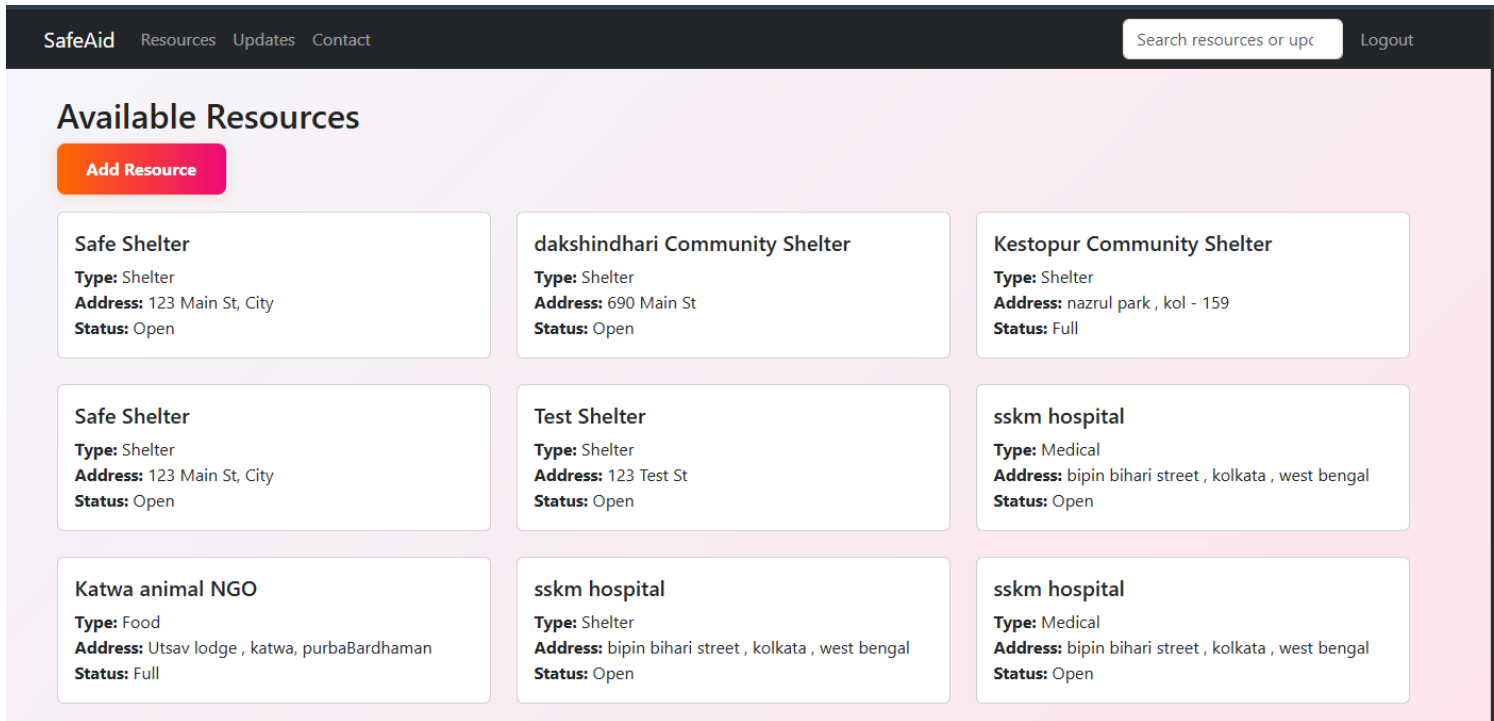 SafeAid Resources Updates Contact Search resources or upc Logout
Available Resources
Add Resource
Safe Shelter
Type: Shelter
Address: 123 Main St, City
Status: Open
dakshindhari Community Shelter
Type: Shelter
Address: 690 Main St
Status: Open
Kestopur Community Shelter
Type: Shelter
Address: nazrul park , kol - 159
Status: Full
Safe Shelter
Type: Shelter
Address: 123 Main St, City
Status: Open
Test Shelter
Type: Shelter
Address: 123 Test St
Status: Open
sskm hospital
Type: Medical
Address: bipin bihari street , kolkata , west bengal
Status: Open
Katwa animal NGO
Type: Food
Address: Utsav lodge , katwa, purbaBardhaman
Status: Full
sskm hospital
Type: Shelter
Address: bipin bihari street , kolkata , west bengal
Status: Open
sskm hospital
Type: Medical
Address: bipin bihari street , kolkata , west bengal
Status: Open